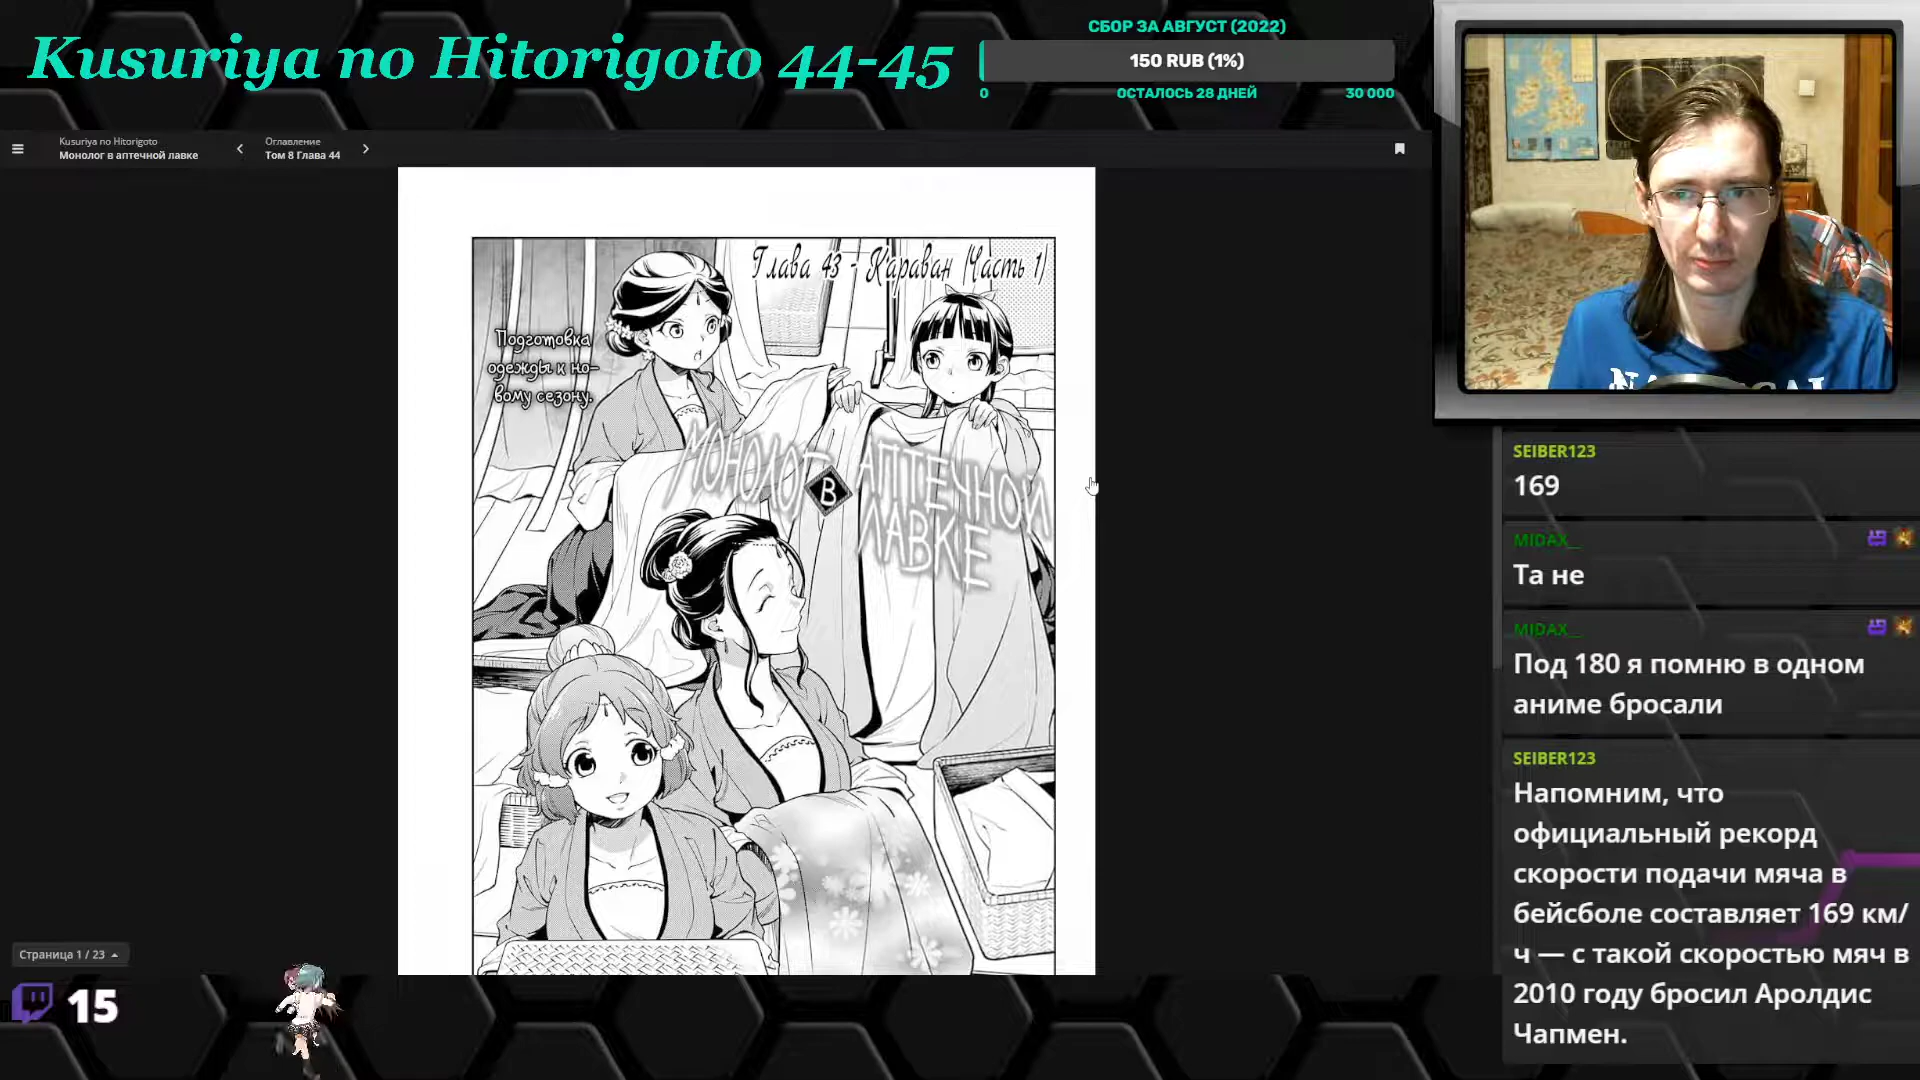 Kusuriya no Hitorigoto 44-45
СБОР ЗА АВГУСТ (2022)
150 RUB (1%)
0
ОСТАЛОСЬ 28 ДНЕЙ
30 000
Kusuriya no Hitorigoto
Монолог в аптечной лавке
Оглавление
Том 8 Глава 44
Глава 43 - Караван (Часть 1)
Подготовка
одежды к но-
вому сезону.
МОНОЛОГ В АПТЕЧНОЙ
ЛАВКЕ
Страница 1 / 23
15
SEIBER123
169
MIDAX__
Та не
MIDAX__
Под 180 я помню в одном
аниме бросали
SEIBER123
Напомним, что
официальный рекорд
скорости подачи мяча в
бейсболе составляет 169 км/
ч — с такой скоростью мяч в
2010 году бросил Аролдис
Чапмен.